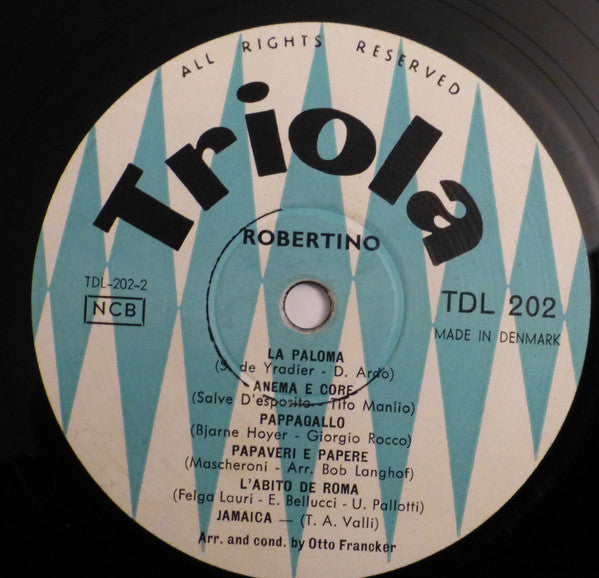 ALL RIGHTS RESERVED
Triola
ROBERTINO
TDL-202-2
NCB
TDL 202
MADE IN DENMARK
LA PALOMA
(S. de Yradier - D. Ardo)
ANEMA E CORE
(Salve D'esposito - Tito Manlio)
PAPPAGALLO
(Bjarne Hoyer - Giorgio Rocco)
PAPAVERI E PAPERE
(Mascheroni - Arr. Bob Langhof)
L'ABITO DE ROMA
(Felga Lauri - E. Bellucci - U. Pallotti)
JAMAICA — (T. A. Valli)
Arr. and cond. by Otto Francker